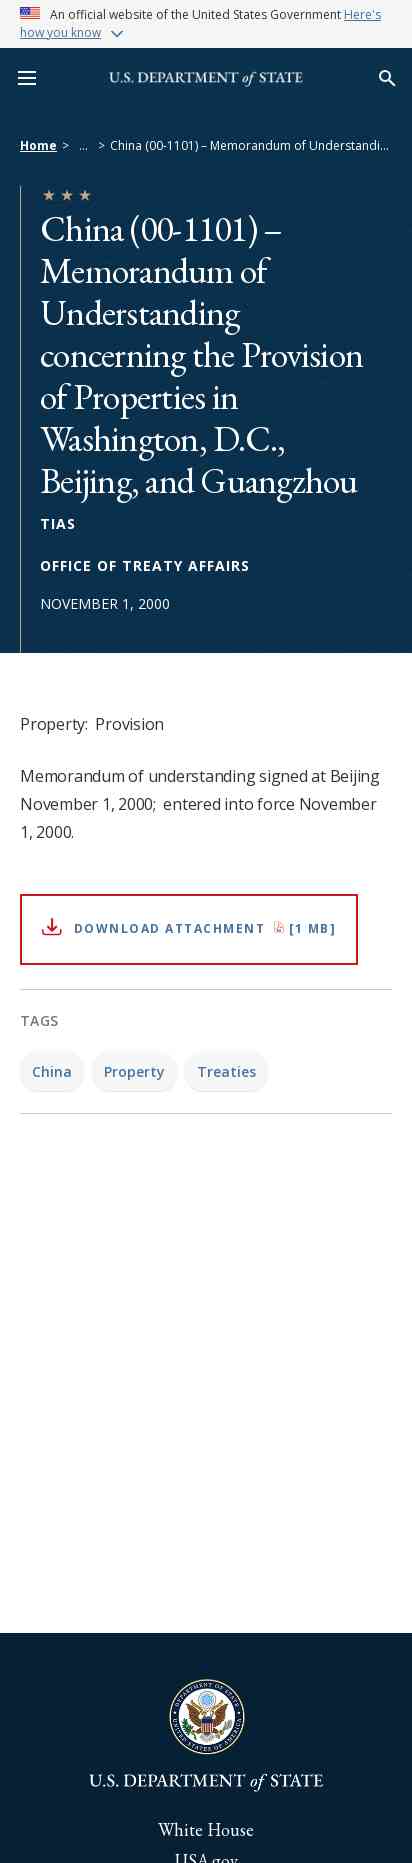 An official website of the United States Government Here's
how you know
U.S. DEPARTMENT of STATE
Home > ... > China (00-1101) – Memorandum of Understandi...
China (00-1101) –
Memorandum of
Understanding
concerning the Provision
of Properties in
Washington, D.C.,
Beijing, and Guangzhou
TIAS
OFFICE OF TREATY AFFAIRS
NOVEMBER 1, 2000
Property:  Provision
Memorandum of understanding signed at Beijing
November 1, 2000;  entered into force November
1, 2000.
DOWNLOAD ATTACHMENT [1 MB]
TAGS
China Property Treaties
DEPARTMENT OF STATE
UNITED STATES OF AMERICA
U.S. DEPARTMENT of STATE
White House
USA.gov